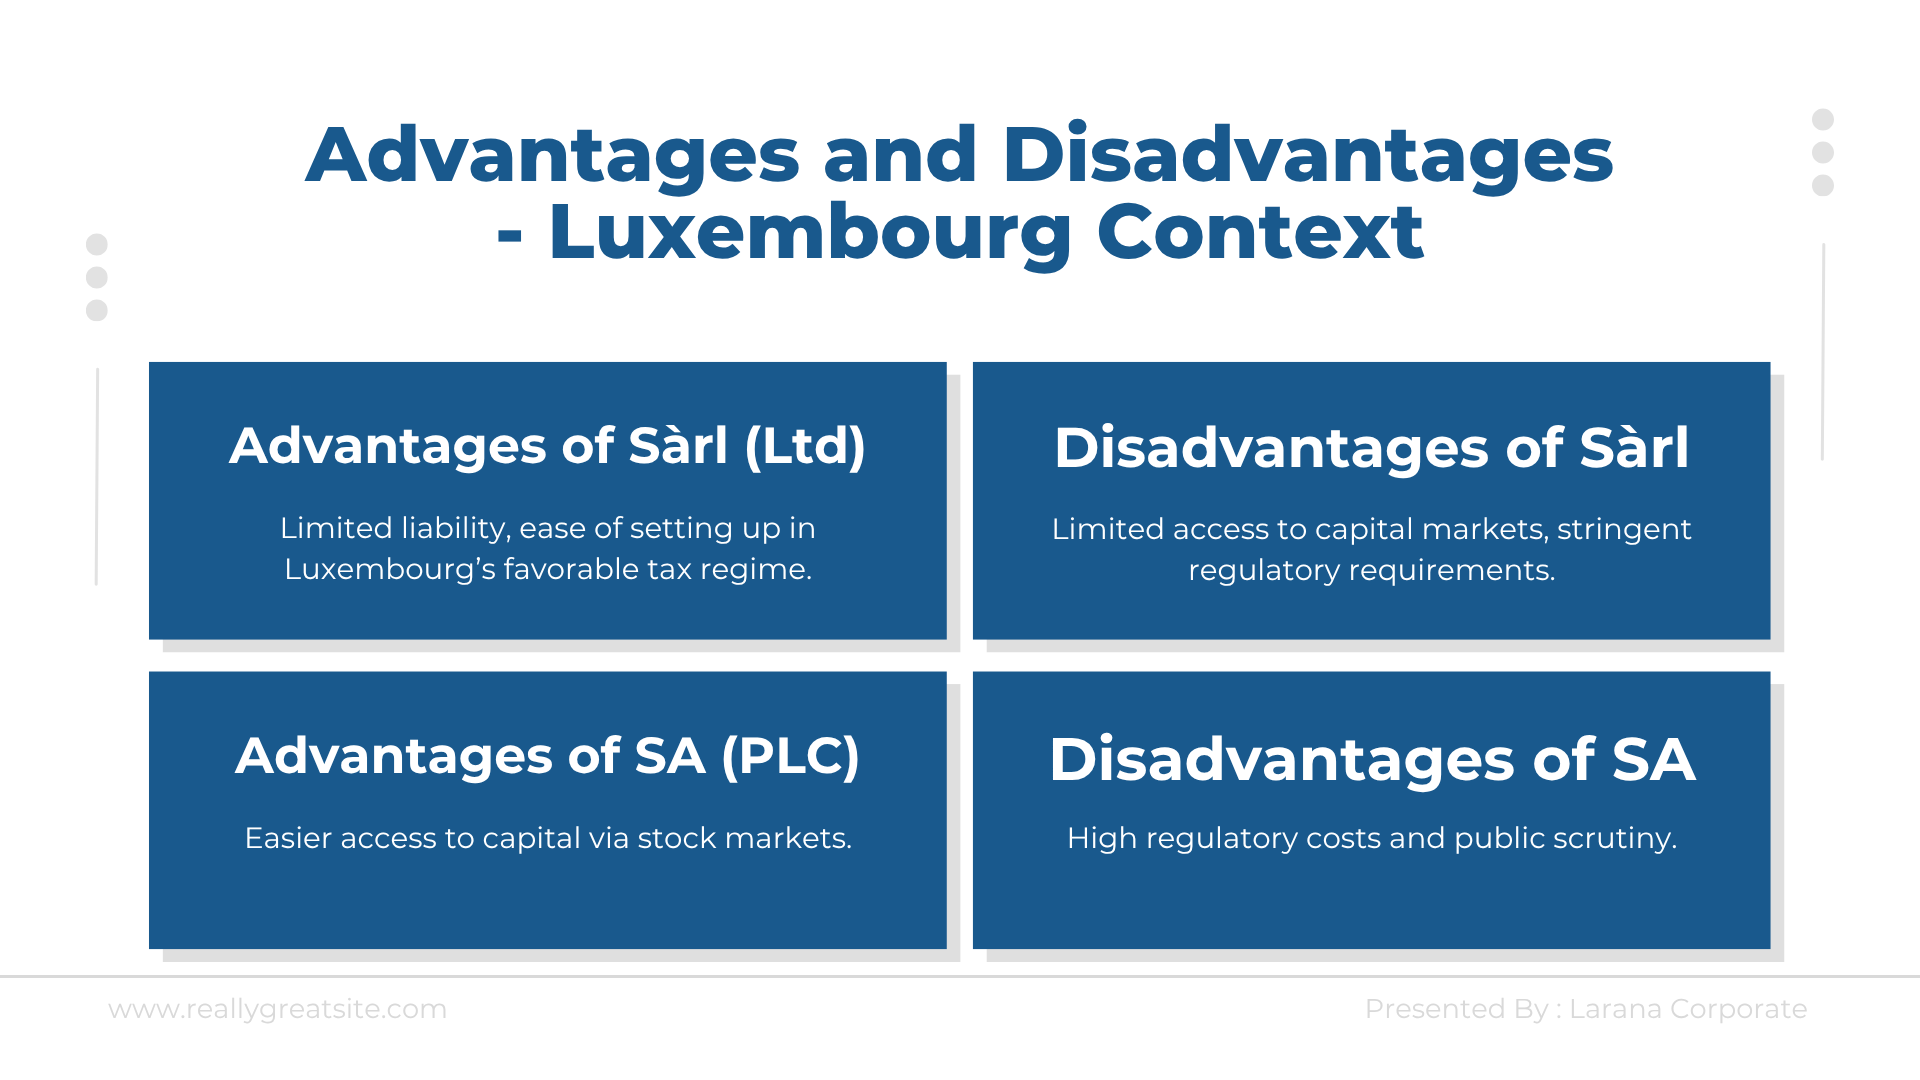 Advantages and Disadvantages
- Luxembourg Context
Advantages of Sàrl (Ltd)
Limited liability, ease of setting up in
Luxembourg’s favorable tax regime.
Disadvantages of Sàrl
Limited access to capital markets, stringent
regulatory requirements.
Advantages of SA (PLC)
Easier access to capital via stock markets.
Disadvantages of SA
High regulatory costs and public scrutiny.
www.reallygreatsite.com
Presented By : Larana Corporate